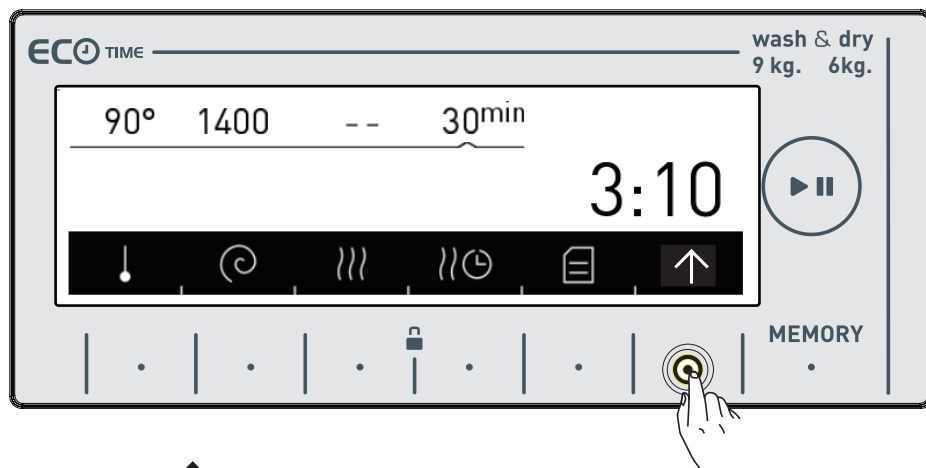 ECO TIME
wash & dry
9 kg. 6kg.
90° 1400 -- 30min
3:10
MEMORY